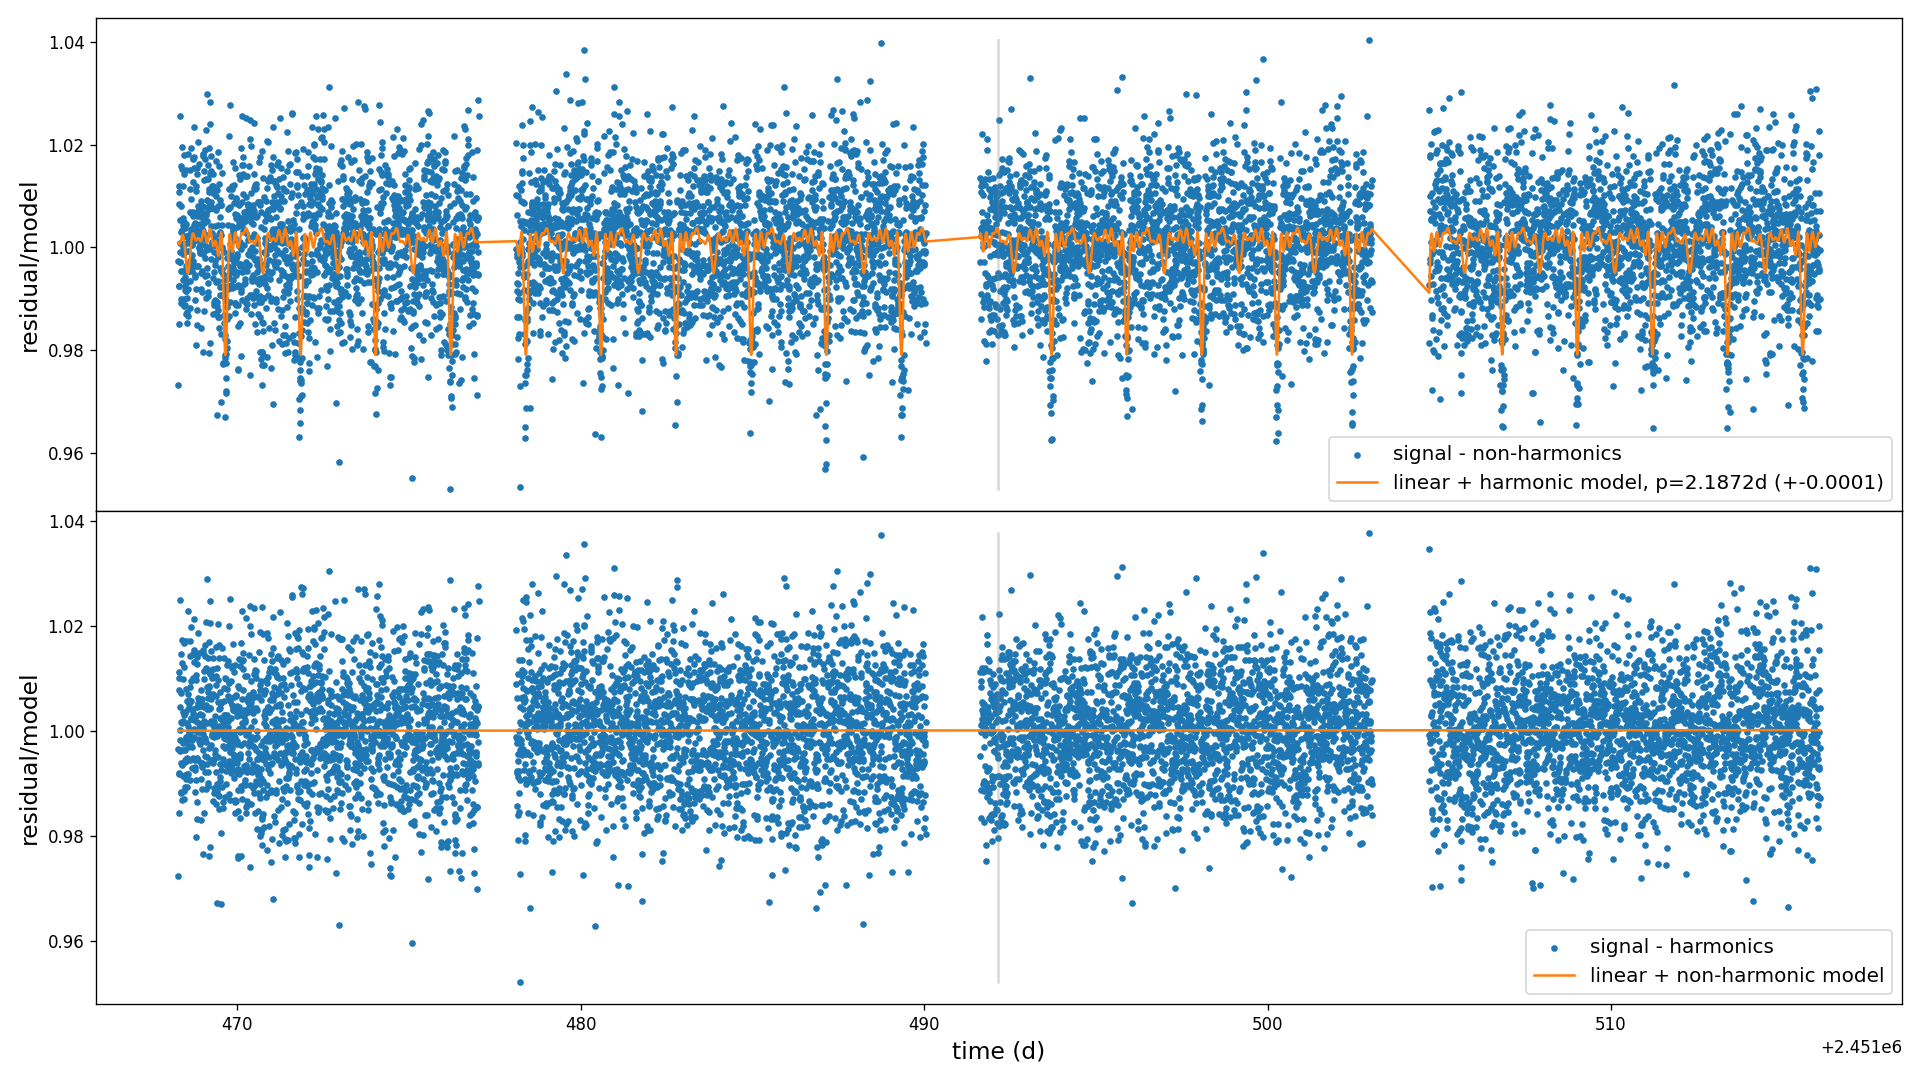 residual/model
1.04
1.02
1.00
0.98
0.96
signal - non-harmonics
linear + harmonic model, p=2.1872d (+-0.0001)
residual/model
1.04
1.02
1.00
0.98
0.96
signal - harmonics
linear + non-harmonic model
470 480 490 500 510
time (d)
+2.451e6